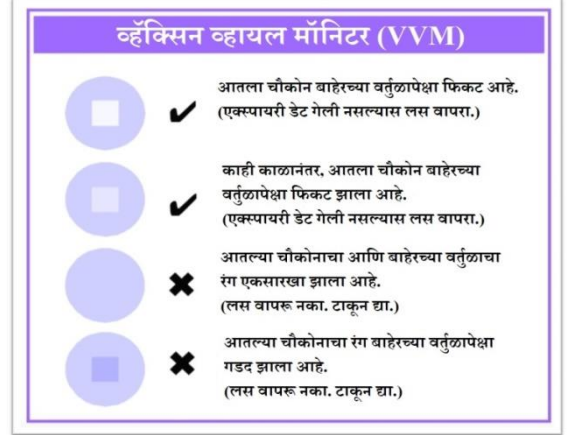 व्हॅक्सिन व्हायल मॉनिटर (VVM)
आतला चौकोन बाहेरच्या वर्तुळापेक्षा फिकट आहे.
(एक्स्पायरी डेट गेली नसल्यास लस वापरा.)
काही काळानंतर, आतला चौकोन बाहेरच्या
वर्तुळापेक्षा फिकट झाला आहे.
(एक्स्पायरी डेट गेली नसल्यास लस वापरा.)
आतल्या चौकोनाचा आणि बाहेरच्या वर्तुळाचा
रंग एकसारखा झाला आहे.
(लस वापरू नका. टाकून द्या.)
आतल्या चौकोनाचा रंग बाहेरच्या वर्तुळापेक्षा
गडद झाला आहे.
(लस वापरू नका. टाकून द्या.)